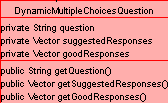 DynamicMultipleChoicesQuestion
private String question
private Vector suggestedResponses
private Vector goodResponses
public String getQuestion()
public Vector getSuggestedResponses()
public Vector getGoodResponses()